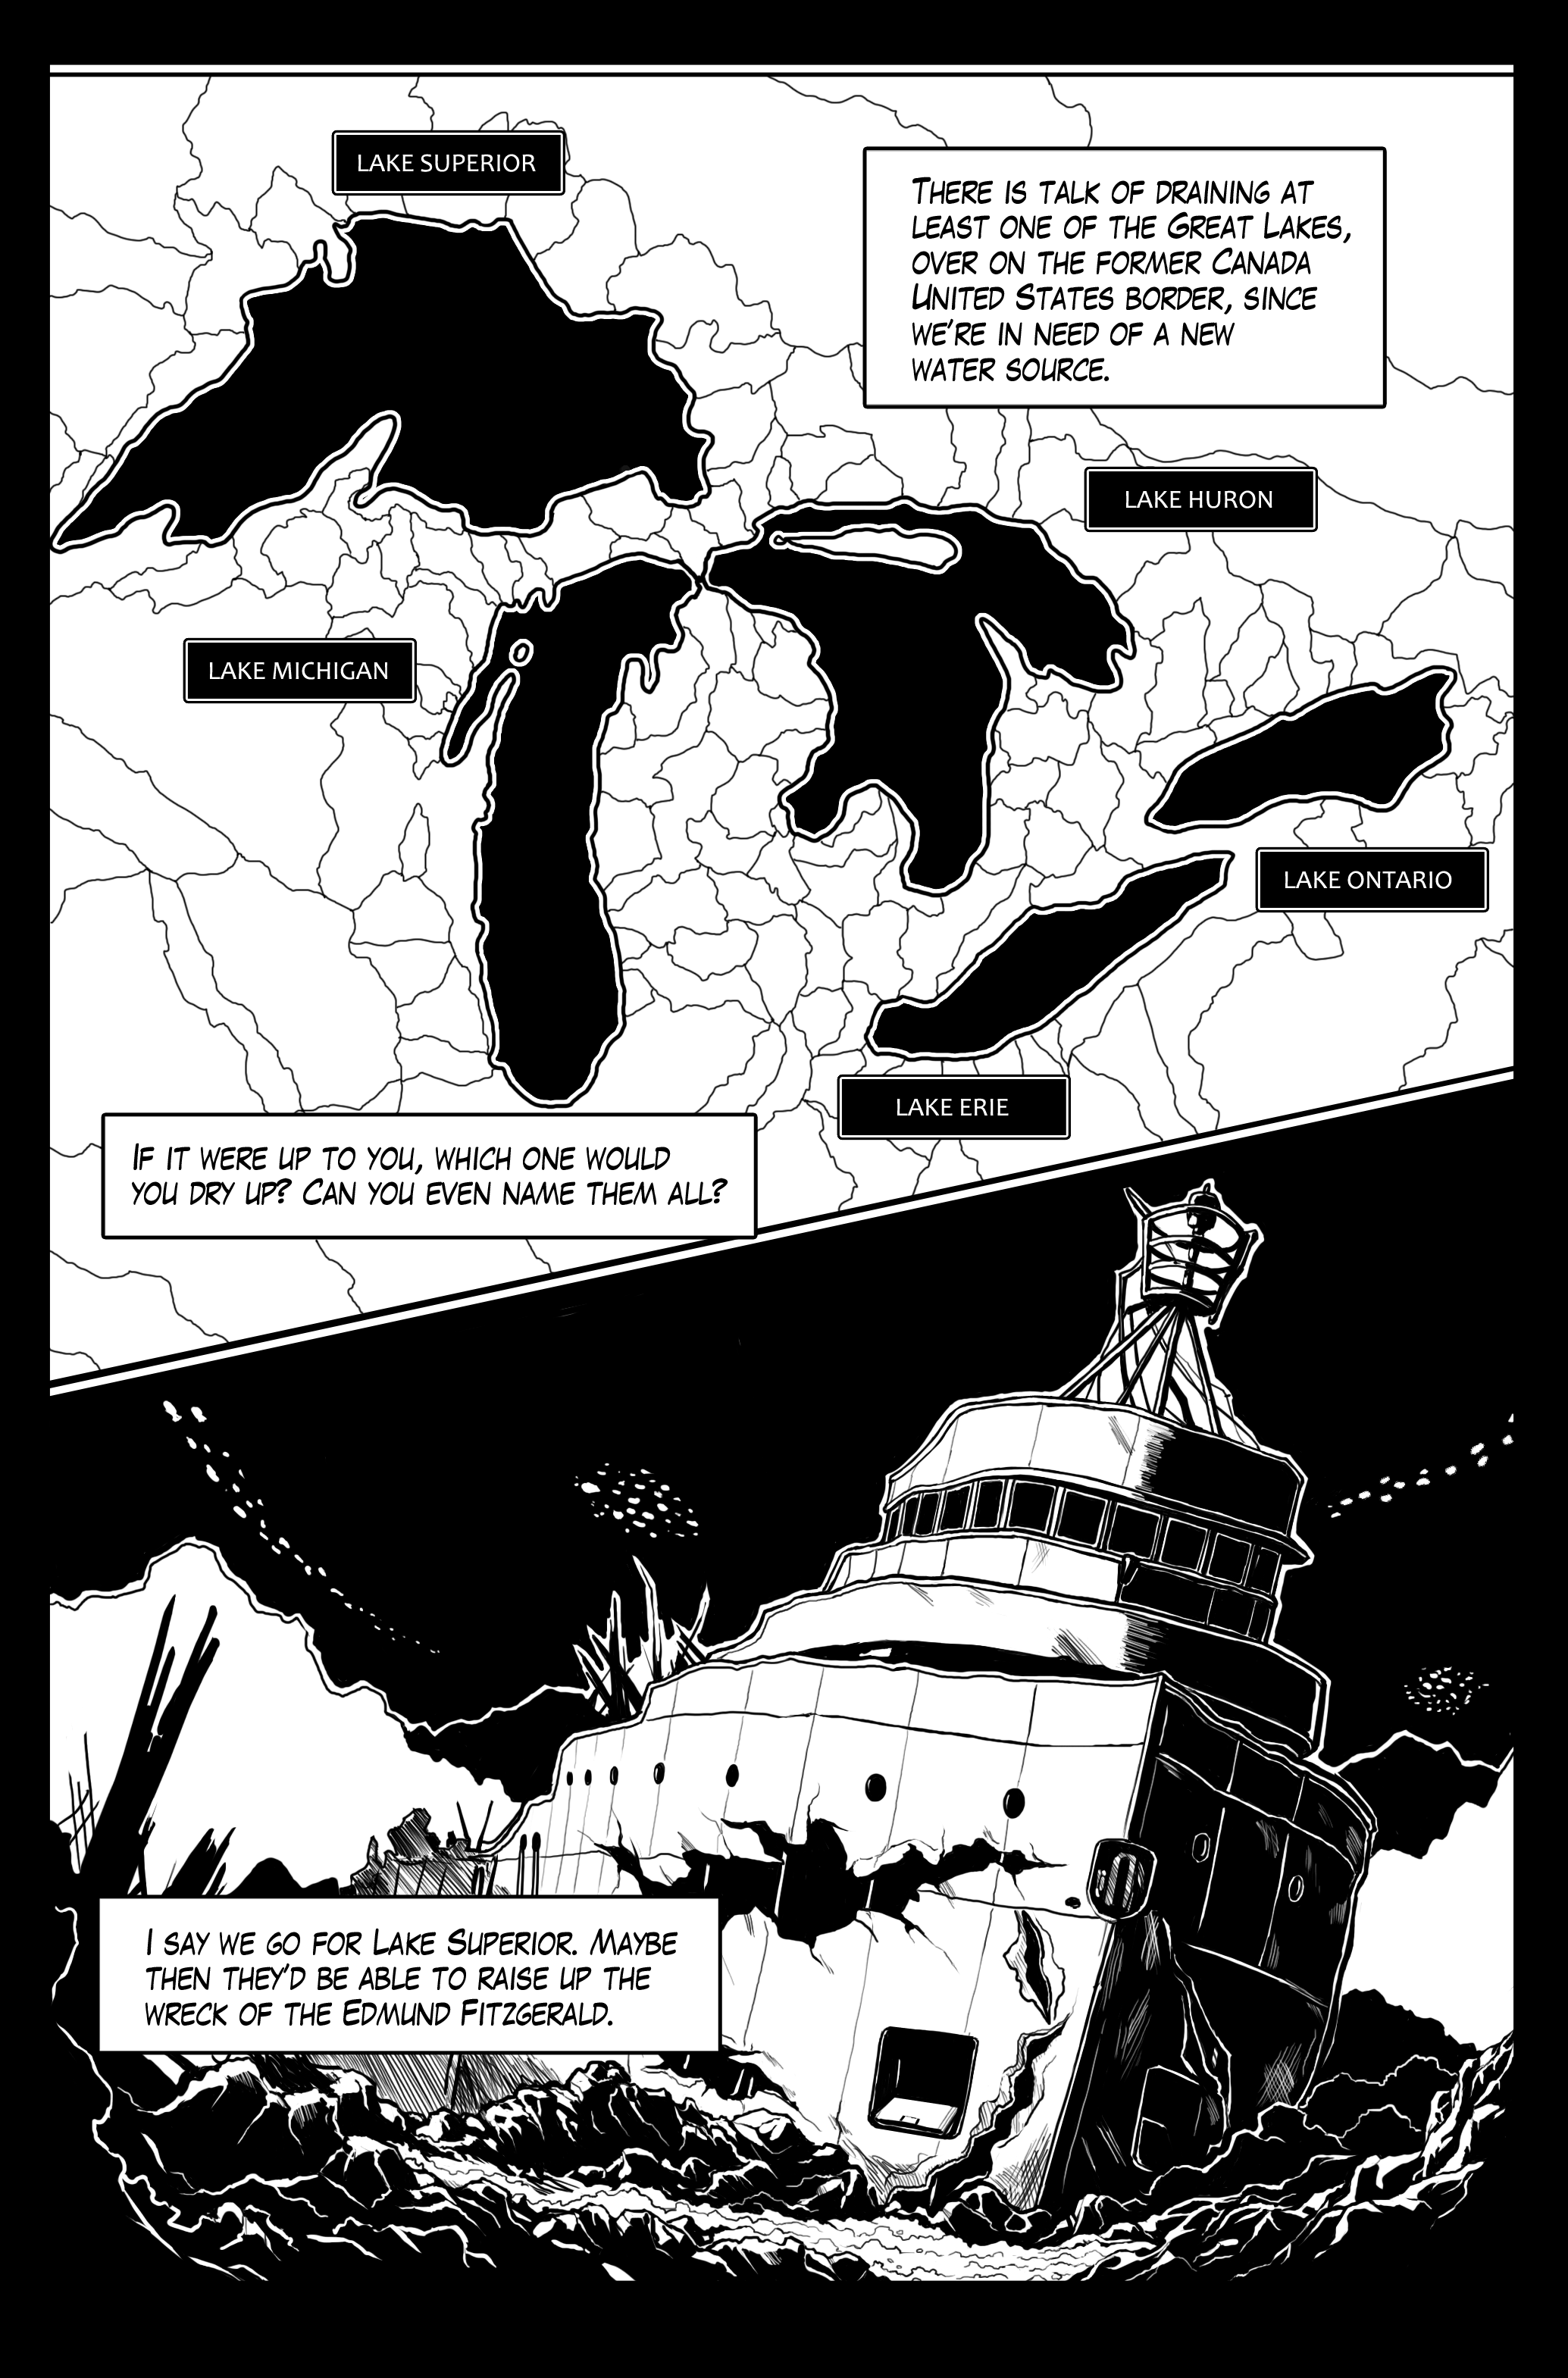 LAKE SUPERIOR
THERE IS TALK OF DRAINING AT
LEAST ONE OF THE GREAT LAKES,
OVER ON THE FORMER CANADA
UNITED STATES BORDER, SINCE
WE'RE IN NEED OF A NEW
WATER SOURCE.
LAKE HURON
LAKE MICHIGAN
LAKE ONTARIO
LAKE ERIE
IF IT WERE UP TO YOU, WHICH ONE WOULD
YOU DRY UP? CAN YOU EVEN NAME THEM ALL?
I SAY WE GO FOR LAKE SUPERIOR. MAYBE
THEN THEY'D BE ABLE TO RAISE UP THE
WRECK OF THE EDMUND FITZGERALD.